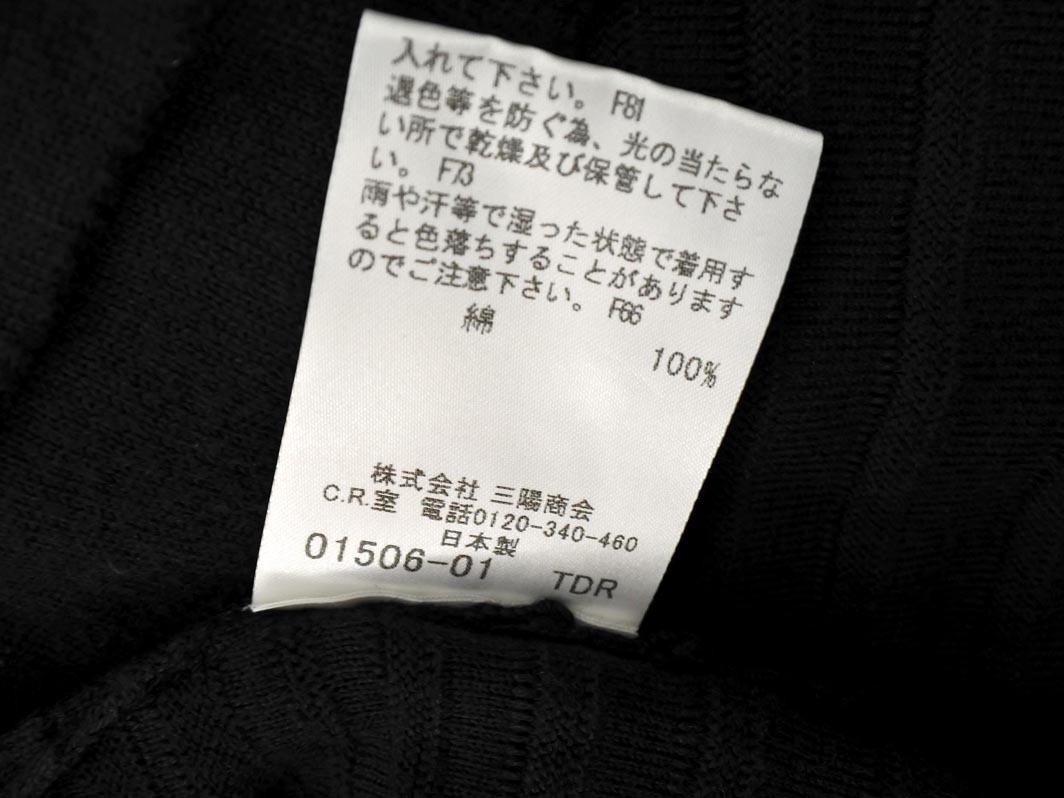 入れて下さい。 F81
退色等を防ぐ為、光の当たらな
い所で乾燥及び保管して下さ
い。 F73
雨や汗等で湿った状態で着用す
ると色落ちすることがあります
のでご注意下さい。 F66
綿 100%
株式会社 三陽商会
C.R.室 電話0120-340-460
日本製
01506-01 TDR